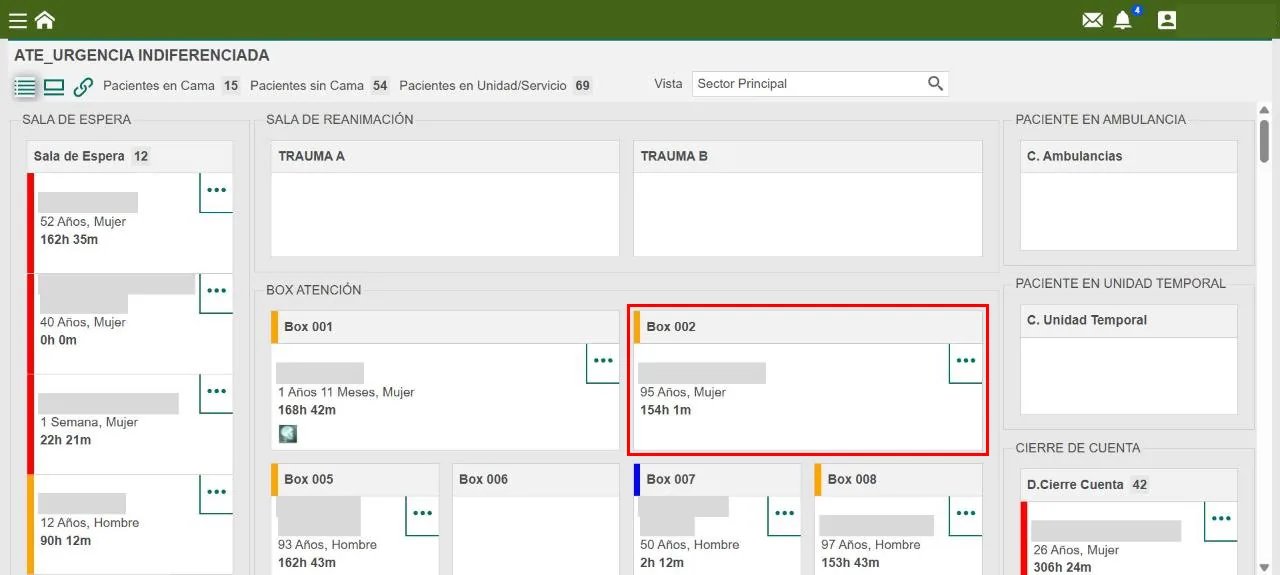 4
ATE_URGENCIA INDIFERENCIADA
Pacientes en Cama 15 Pacientes sin Cama 54 Pacientes en Unidad/Servicio 69 Vista Sector Principal
SALA DE ESPERA
Sala de Espera 12
52 Años, Mujer
162h 35m
40 Años, Mujer
0h 0m
1 Semana, Mujer
22h 21m
12 Años, Hombre
90h 12m
SALA DE REANIMACIÓN
TRAUMA A
TRAUMA B
BOX ATENCIÓN
Box 001
1 Años 11 Meses, Mujer
168h 42m
Box 002
95 Años, Mujer
154h 1m
Box 005
93 Años, Hombre
162h 43m
Box 006
Box 007
50 Años, Hombre
2h 12m
Box 008
97 Años, Hombre
153h 43m
PACIENTE EN AMBULANCIA
C. Ambulancias
PACIENTE EN UNIDAD TEMPORAL
C. Unidad Temporal
CIERRE DE CUENTA
D.Cierre Cuenta 42
26 Años, Mujer
306h 24m